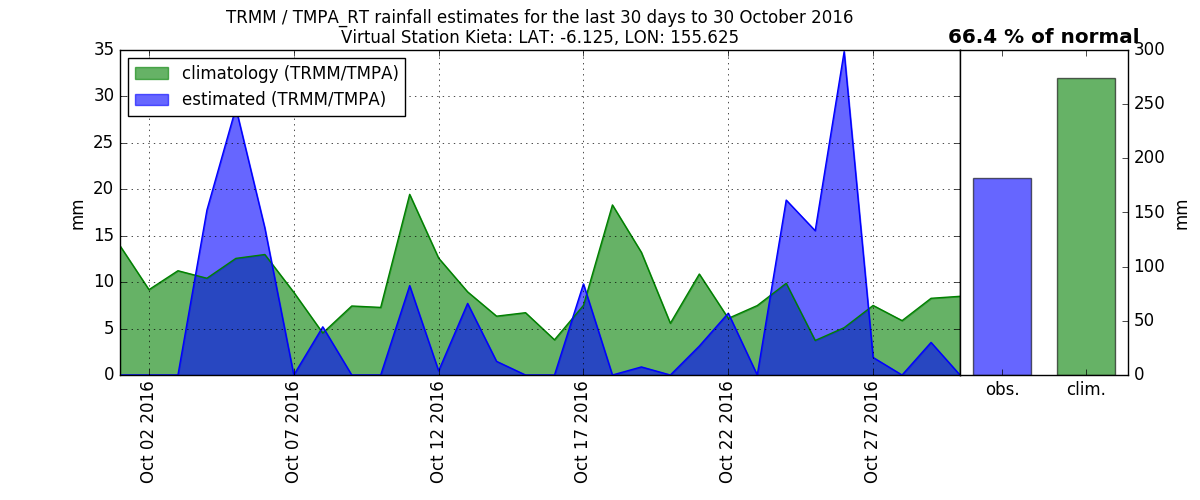 TRMM / TMPA_RT rainfall estimates for the last 30 days to 30 October 2016
Virtual Station Kieta: LAT: -6.125, LON: 155.625
66.4 % of normal
climatology (TRMM/TMPA)
estimated (TRMM/TMPA)
35
30
25
20
15
10
5
0
mm
Oct 02 2016
Oct 07 2016
Oct 12 2016
Oct 17 2016
Oct 22 2016
Oct 27 2016
300
250
200
150
100
50
0
mm
obs.
clim.